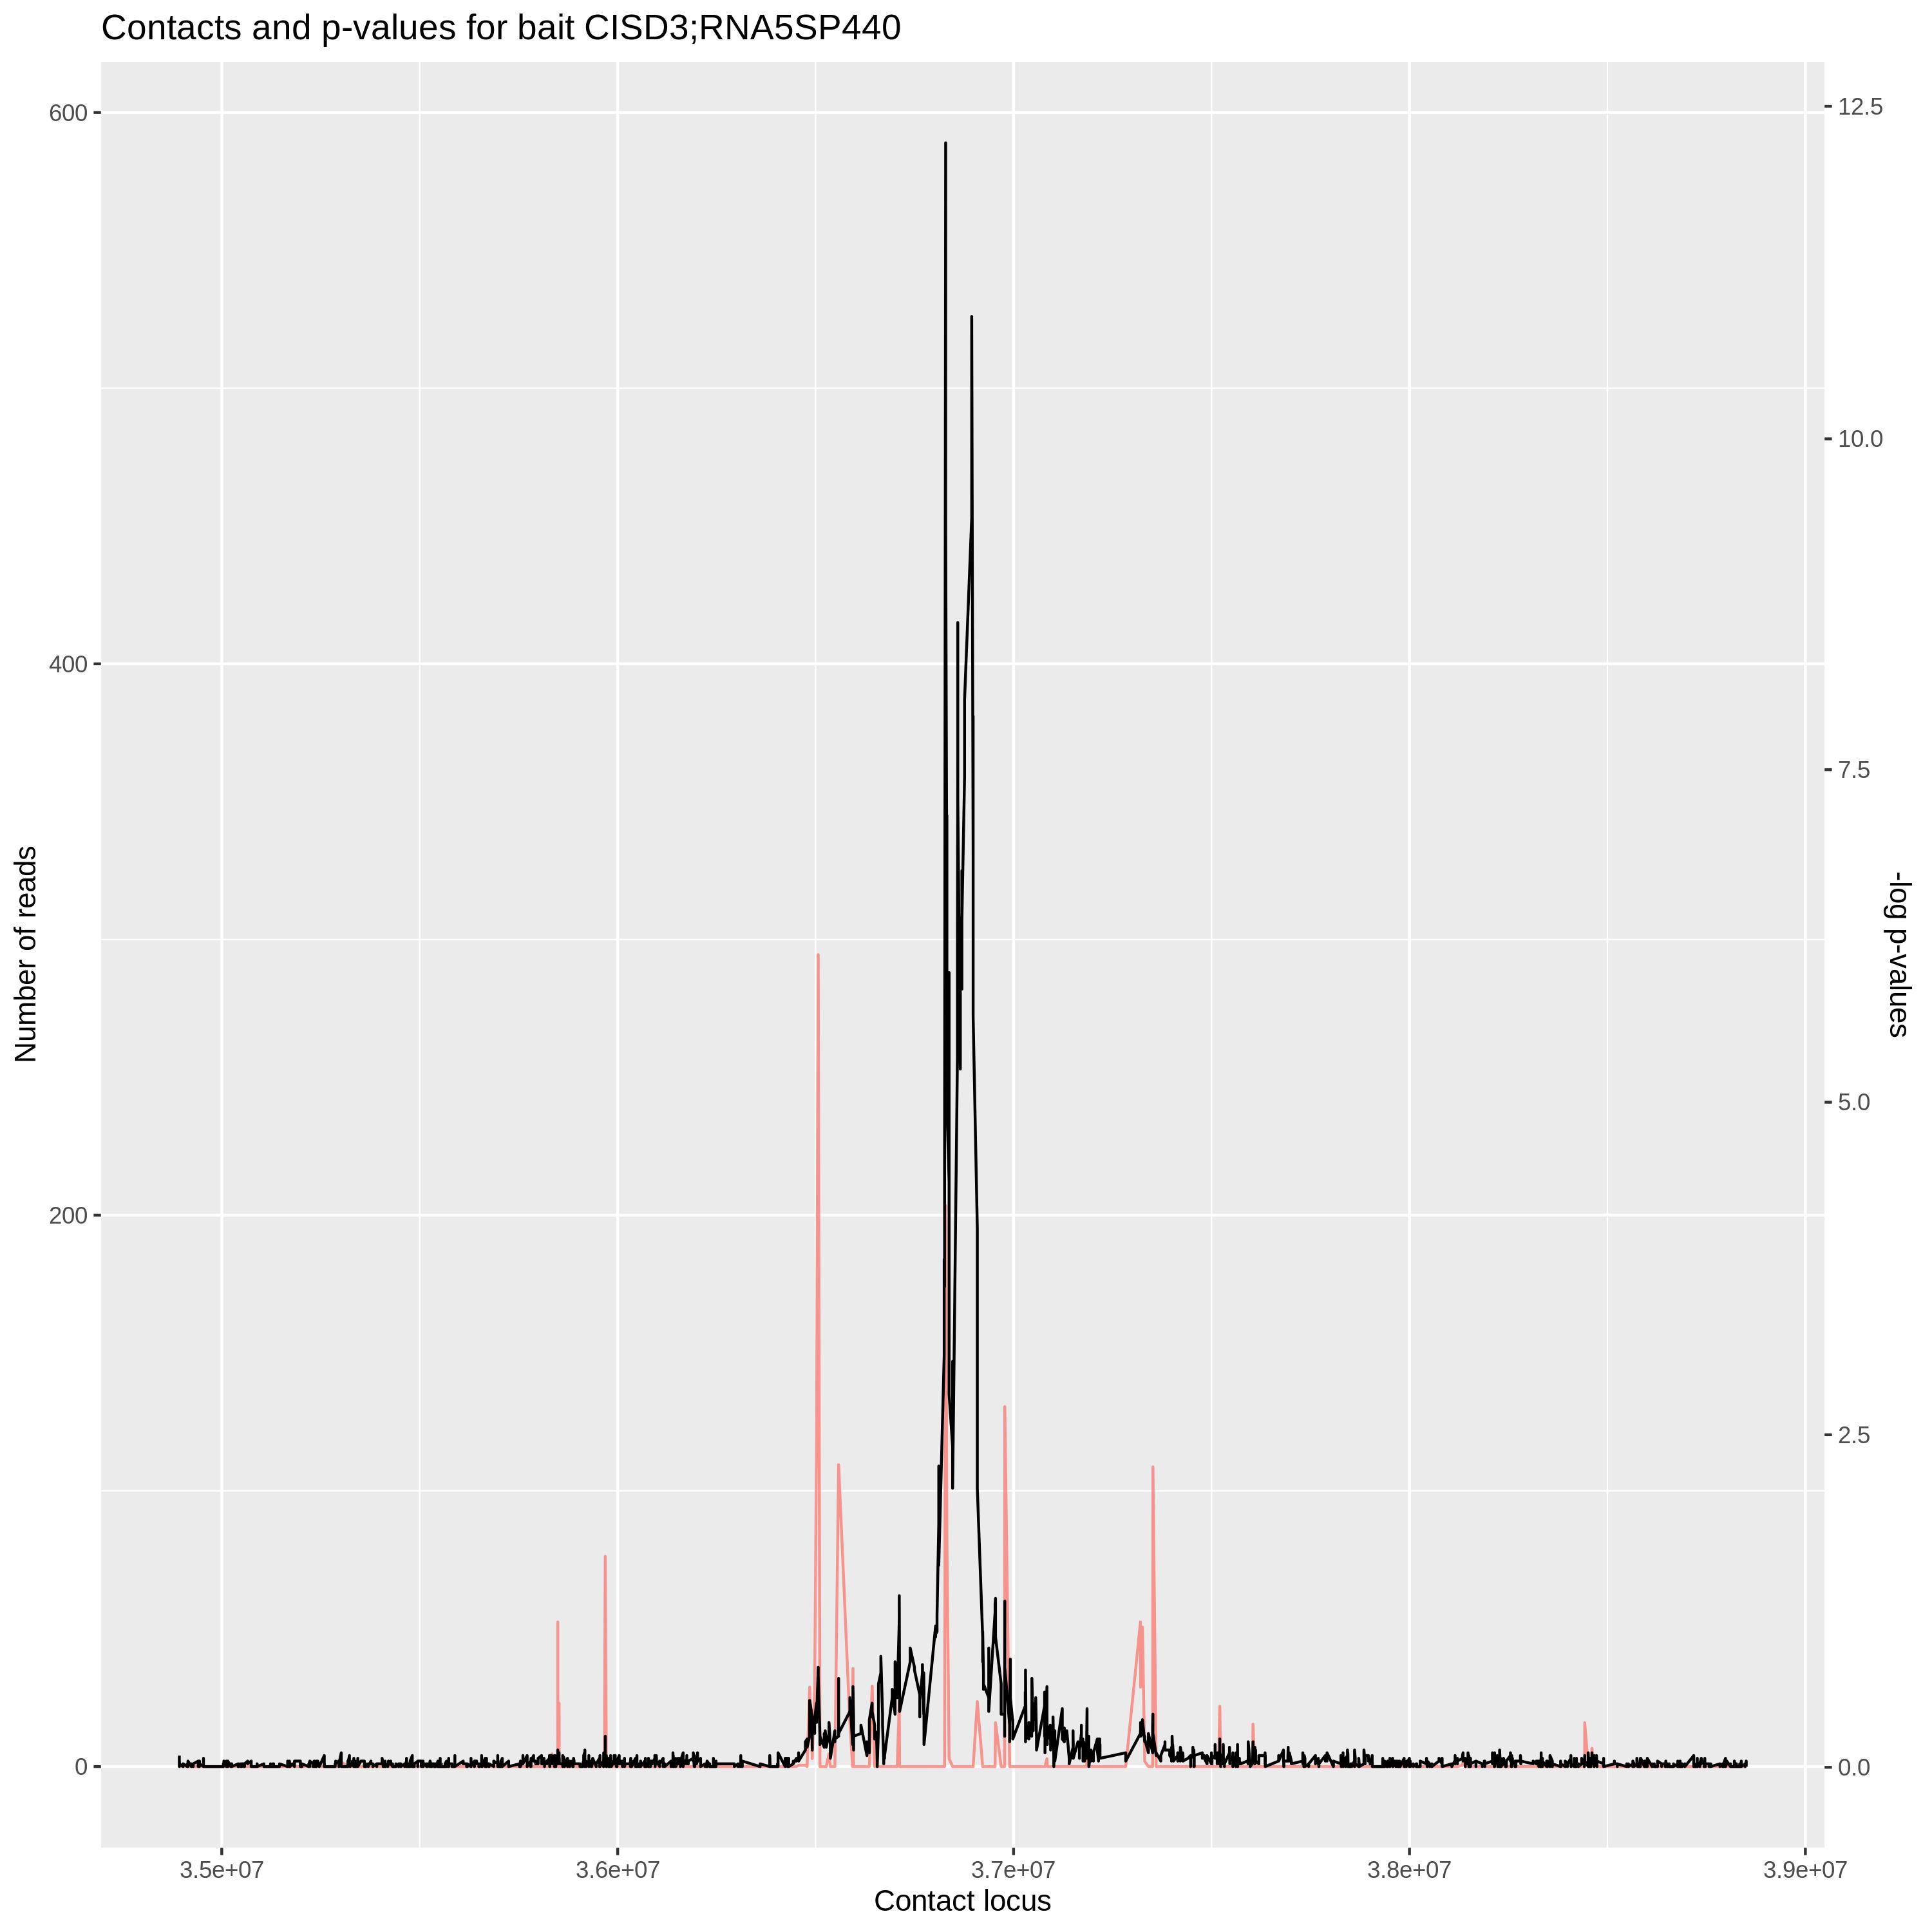 Contacts and p-values for bait CISD3;RNA5SP440
600
400
200
0
Number of reads
12.5
10.0
7.5
5.0
2.5
0.0
-log p-values
3.5e+07
3.6e+07
3.7e+07
3.8e+07
3.9e+07
Contact locus